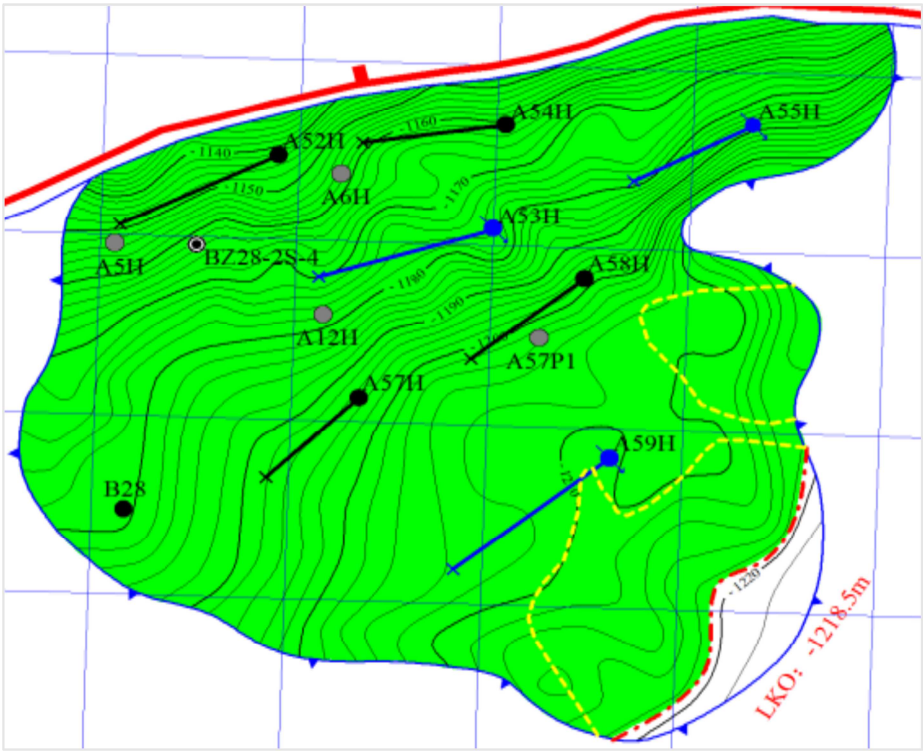 A54H
A55H
-1160
A52H
-1140
-1150
A6H
-1170
A53H
BZ28-2S-4
A5H
A58H
-1180
-1190
A12H
A57P1
A57H
A59H
-1210
B28
-1220
LKO: -1218.5m